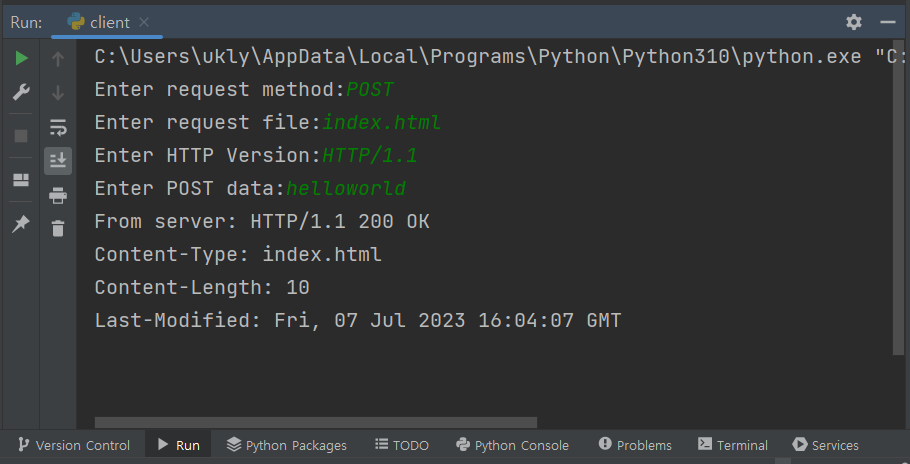 Run: client
C:\Users\ukly\AppData\Local\Programs\Python\Python310\python.exe "C:
Enter request method:POST
Enter request file:index.html
Enter HTTP Version:HTTP/1.1
Enter POST data:helloworld
From server: HTTP/1.1 200 OK
Content-Type: index.html
Content-Length: 10
Last-Modified: Fri, 07 Jul 2023 16:04:07 GMT
Version Control Run Python Packages TODO Python Console Problems Terminal Services